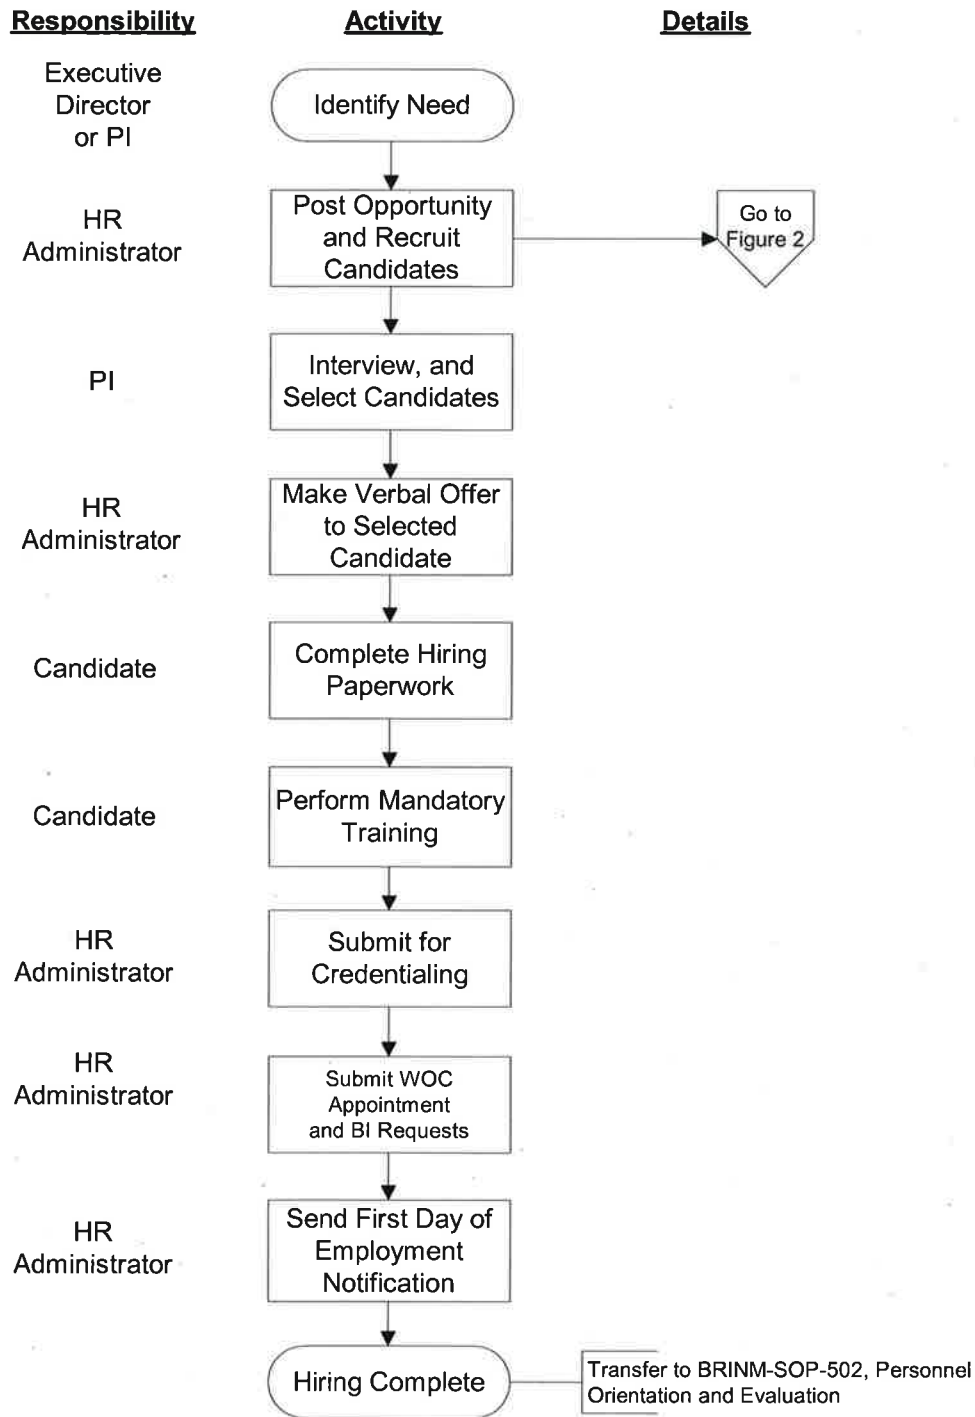 Responsibility Activity Details
Executive
Director
or PI
Identify Need
HR
Administrator
Post Opportunity
and Recruit
Candidates
Go to
Figure 2
PI
Interview, and
Select Candidates
HR
Administrator
Make Verbal Offer
to Selected
Candidate
Candidate
Complete Hiring
Paperwork
Candidate
Perform Mandatory
Training
HR
Administrator
Submit for
Credentialing
HR
Administrator
Submit WOC
Appointment
and BI Requests
HR
Administrator
Send First Day of
Employment
Notification
Hiring Complete
Transfer to BRINM-SOP-502, Personnel
Orientation and Evaluation